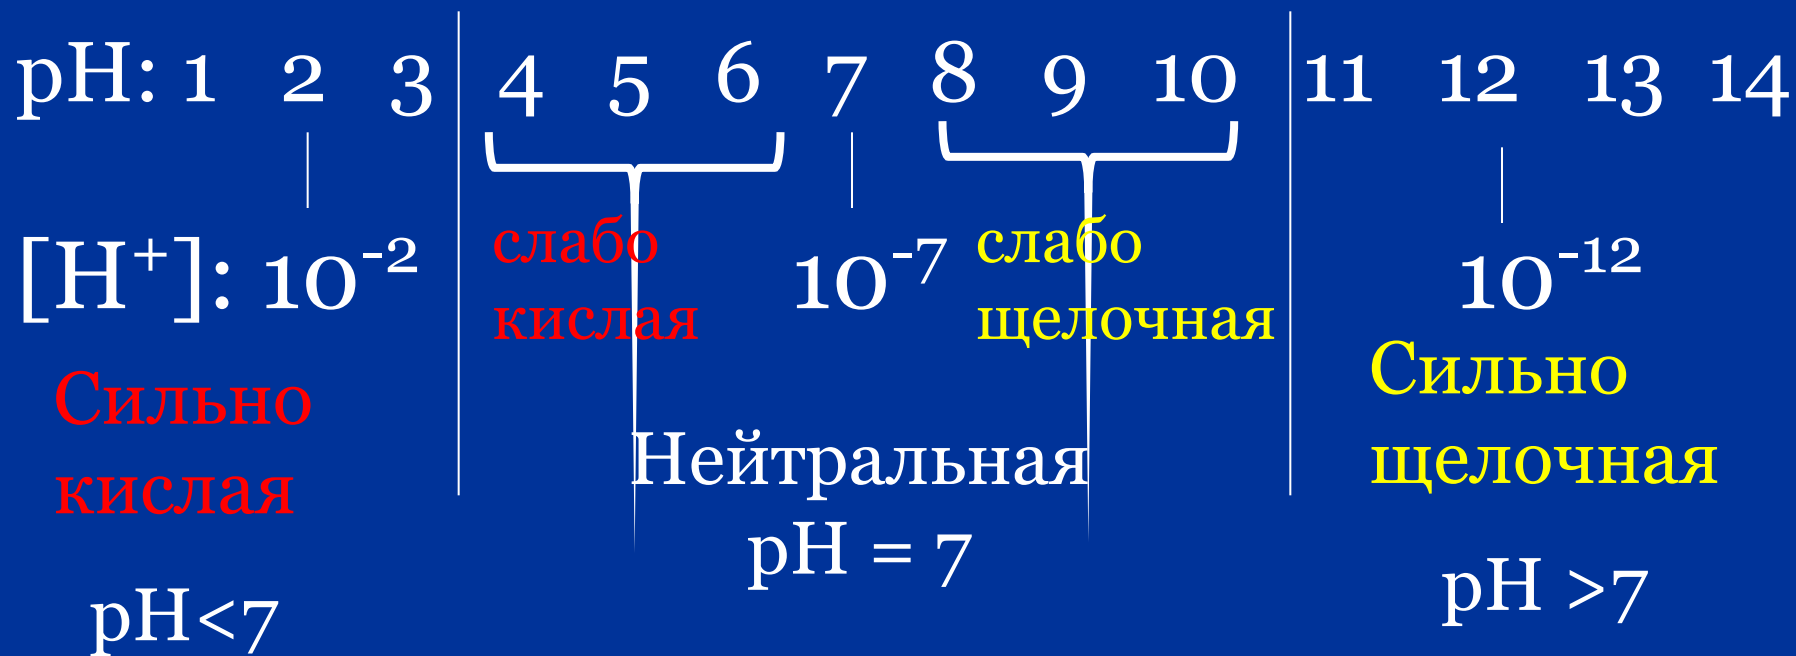 pH: 1 2 3 4 5 6 7 8 9 10 11 12 13 14
[H⁺]: 10⁻² слабо кислая 10⁻⁷ слабо щелочная 10⁻¹²
Сильно
кислая
Сильно
щелочная
Нейтральная
pH = 7
pH<7
pH >7